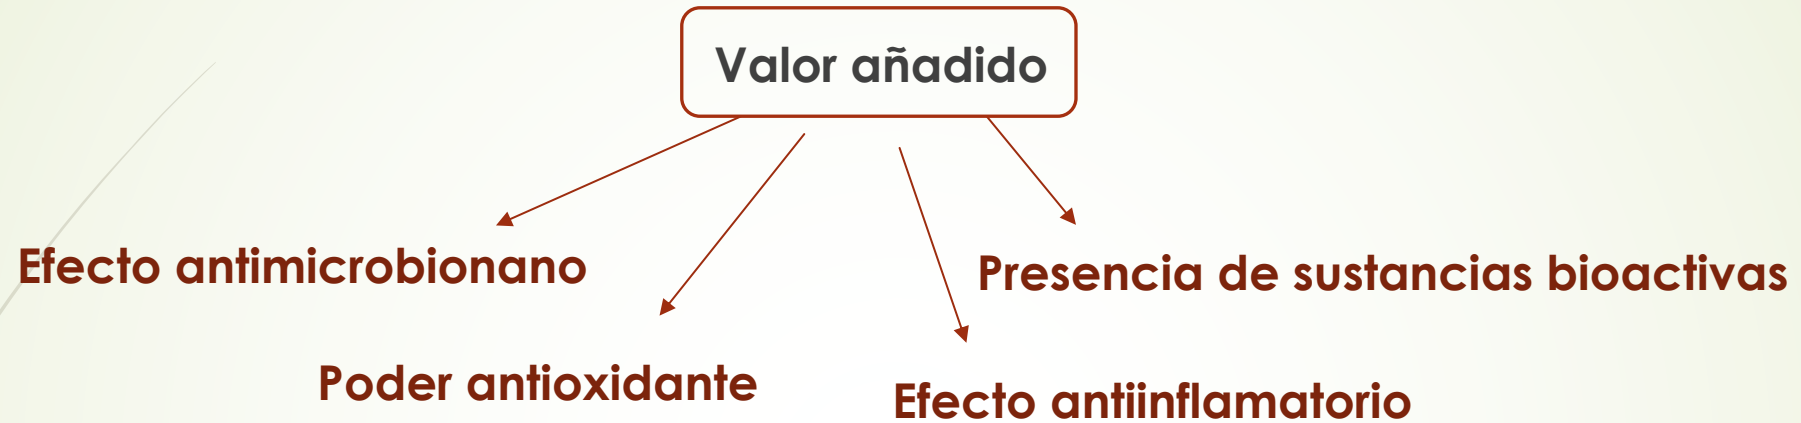 Valor añadido
Efecto antimicrobionano
Presencia de sustancias bioactivas
Poder antioxidante
Efecto antiinflamatorio